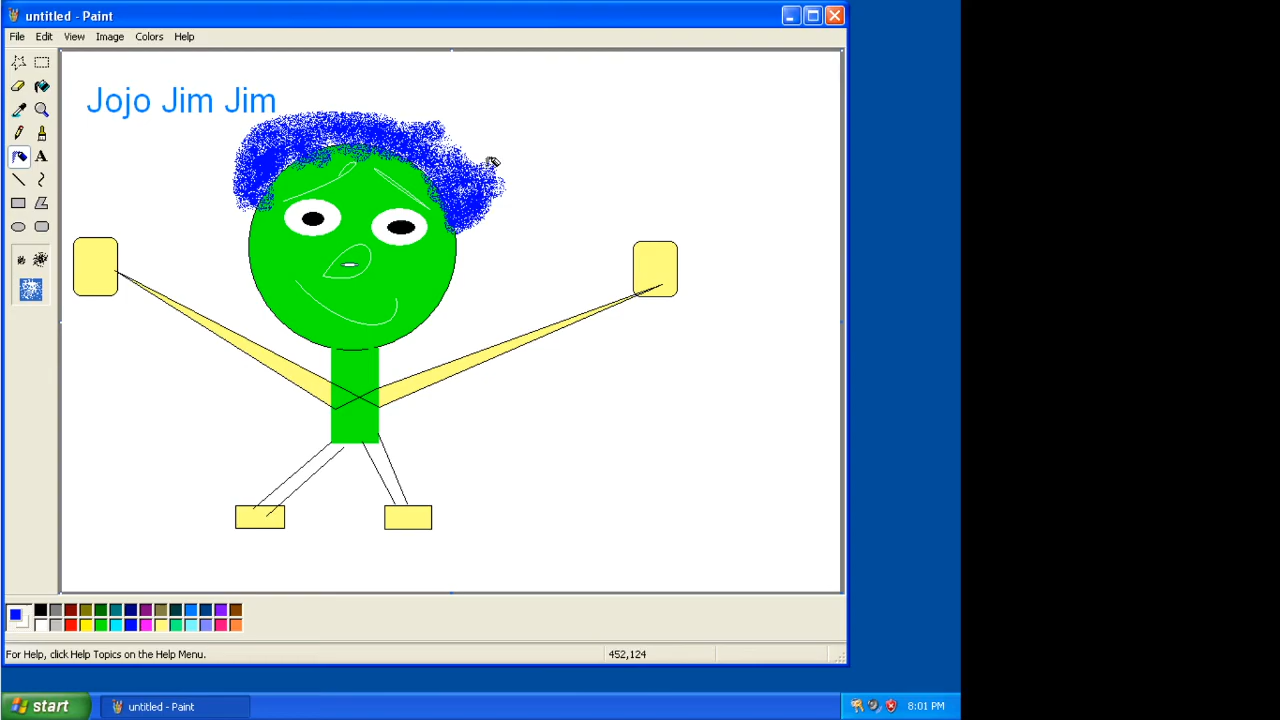 untitled - Paint
File Edit View Image Colors Help
Jojo Jim Jim
A
For Help, click Help Topics on the Help Menu.
452,124
start
untitled - Paint
8:01 PM